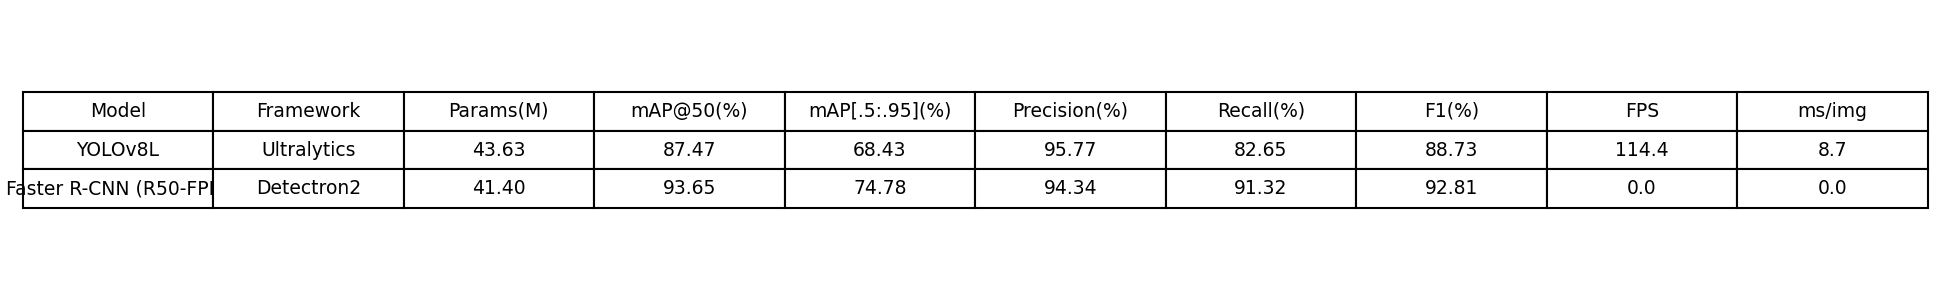 Model Framework Params(M) mAP@50(%) mAP[.5:.95](%) Precision(%) Recall(%) F1(%) FPS ms/img
YOLOv8L Ultralytics 43.63 87.47 68.43 95.77 82.65 88.73 114.4 8.7
Faster R-CNN (R50-FP Detectron2 41.40 93.65 74.78 94.34 91.32 92.81 0.0 0.0